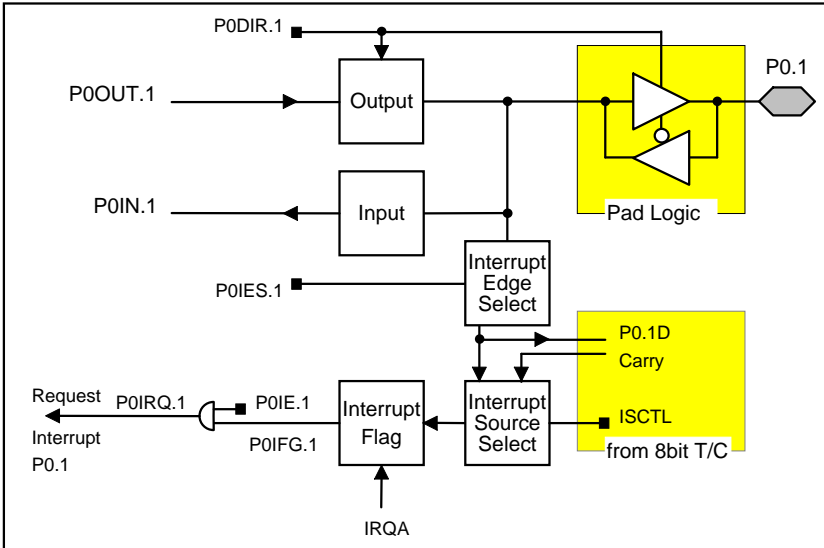 P0DIR.1
P0.1
P0OUT.1
Output
P0IN.1
Input
Pad Logic
Interrupt
Edge
Select
P0IES.1
P0.1D
Carry
Request
P0IRQ.1
P0IE.1
Interrupt
Flag
Interrupt
Source
Select
ISCTL
Interrupt
P0IFG.1
P0.1
from 8bit T/C
IRQA